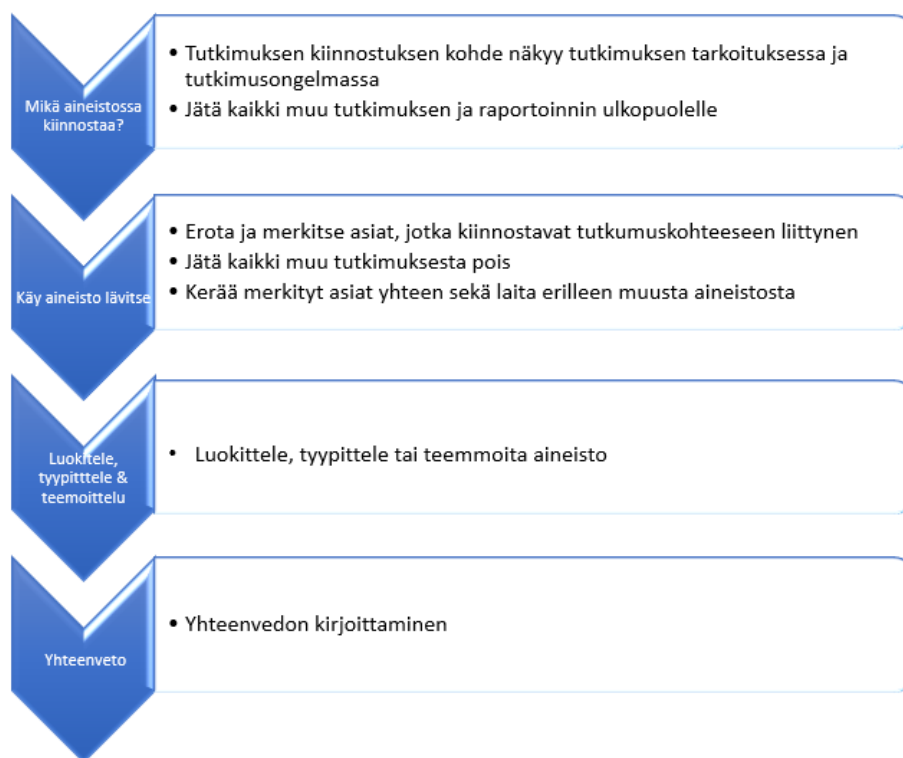 Mikä aineistossa
kiinnostaa?
• Tutkimuksen kiinnostuksen kohde näkyy tutkimuksen tarkoituksessa ja
tutkimusongelmassa
• Jätä kaikki muu tutkimuksen ja raportoinnin ulkopuolelle
Käy aineisto lävitse
• Erota ja merkitse asiat, jotka kiinnostavat tutkumuskohteeseen liittynen
• Jätä kaikki muu tutkimuksesta pois
• Kerää merkityt asiat yhteen sekä laita erilleen muusta aineistosta
Luokitele,
tyypitttele &
teemoittelu
• Luokittele, tyypittele tai teemmoita aineisto
Yhteenveto
• Yhteenvedon kirjoittaminen